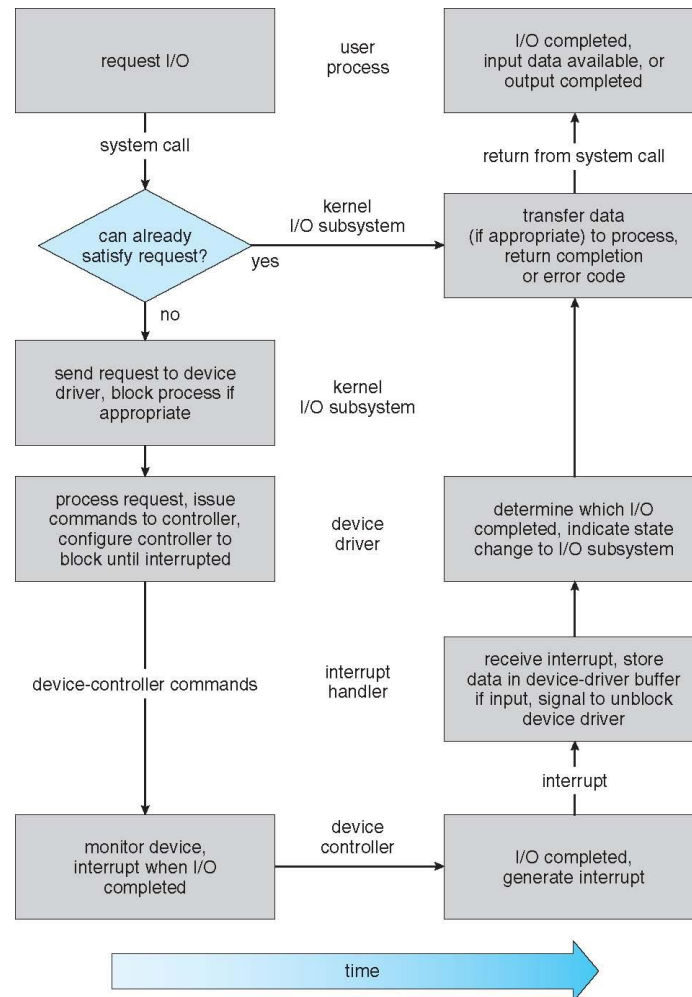 request I/O
user
process
I/O completed,
input data available, or
output completed
system call
return from system call
can already
satisfy request?
yes
no
kernel
I/O subsystem
transfer data
(if appropriate) to process,
return completion
or error code
send request to device
driver, block process if
appropriate
kernel
I/O subsystem
process request, issue
commands to controller,
configure controller to
block until interrupted
device
driver
determine which I/O
completed, indicate state
change to I/O subsystem
device-controller commands
interrupt
handler
receive interrupt, store
data in device-driver buffer
if input, signal to unblock
device driver
interrupt
monitor device,
interrupt when I/O
completed
device
controller
I/O completed,
generate interrupt
time